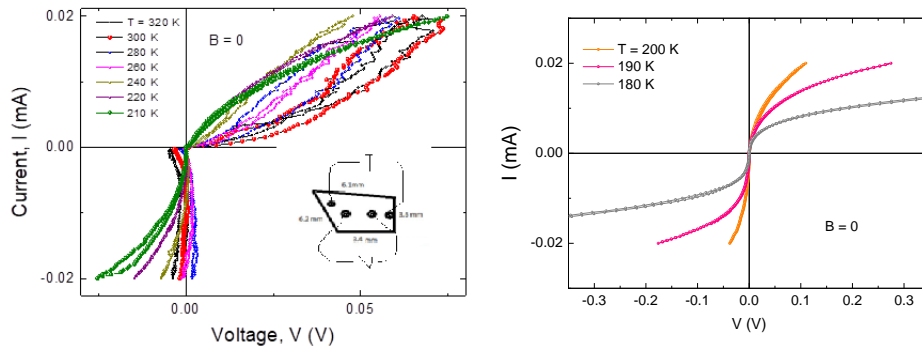 T = 320 K
300 K
280 K
260 K
240 K
220 K
210 K
B = 0
Current, I (mA)
0.02
0.00
-0.02
0.00
0.05
Voltage, V (V)
T
6.1mm
6.2 mm
3.3mm
3.4 mm
T = 200 K
190 K
180 K
I (mA)
0.02
0.00
-0.02
B = 0
-0.3
-0.2
-0.1
0.0
0.1
0.2
0.3
V (V)